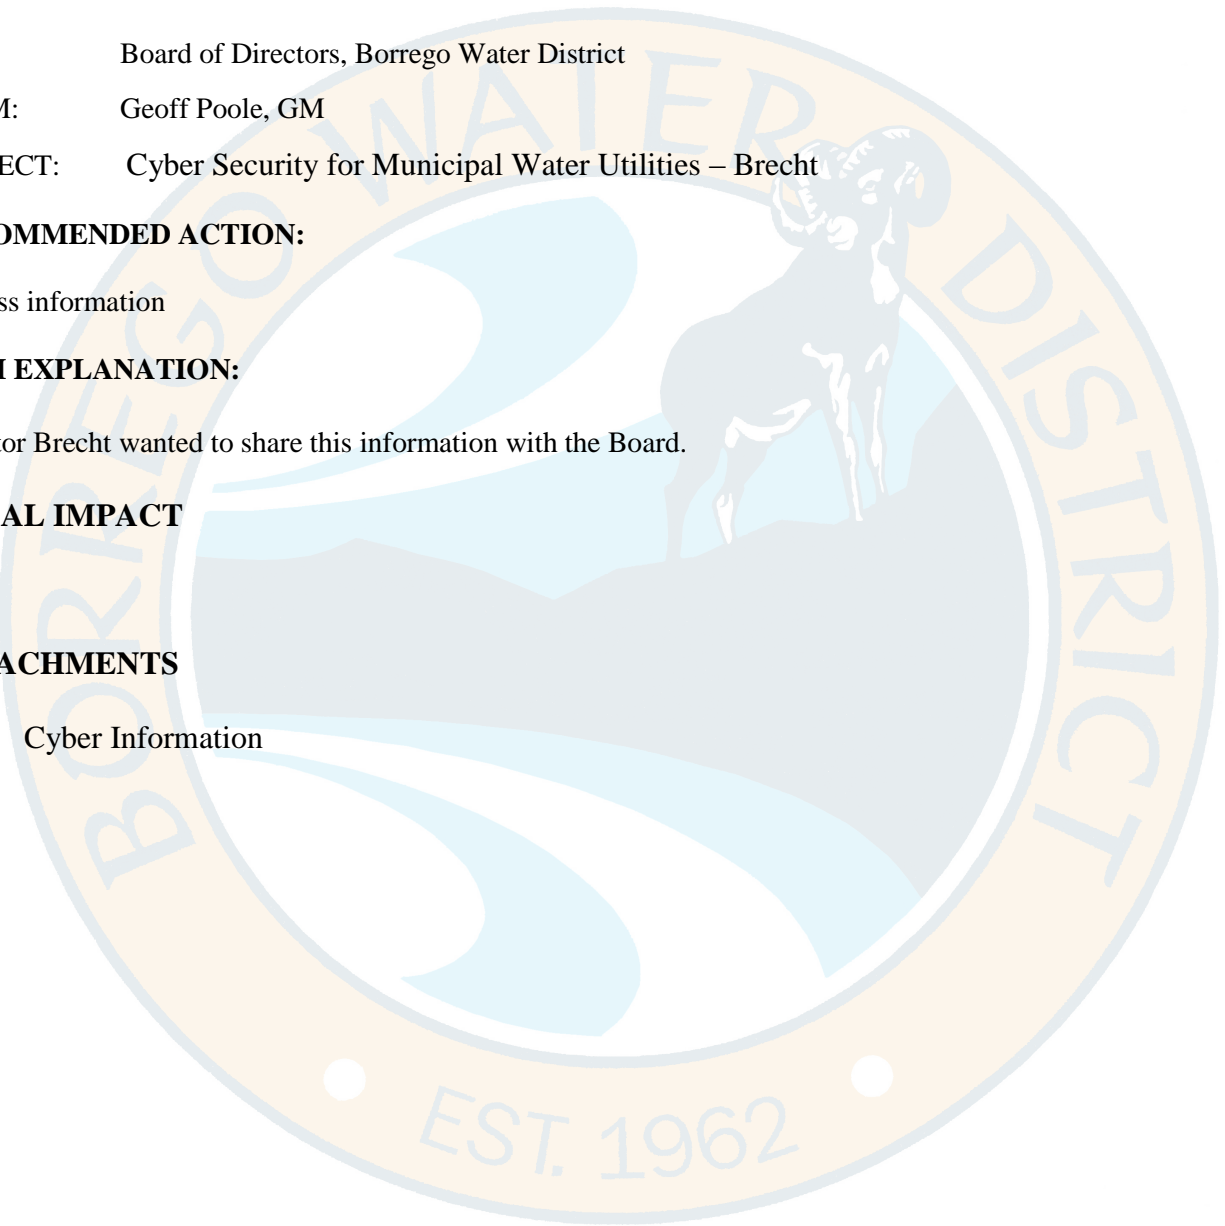 Board of Directors, Borrego Water District
M: Geoff Poole, GM
ECT: Cyber Security for Municipal Water Utilities – Brecht
OMMENDED ACTION:
ss information
EXPLANATION:
tor Brecht wanted to share this information with the Board.
AL IMPACT
ACHMENTS
Cyber Information
BORREGO WATER DISTRICT
EST. 1962